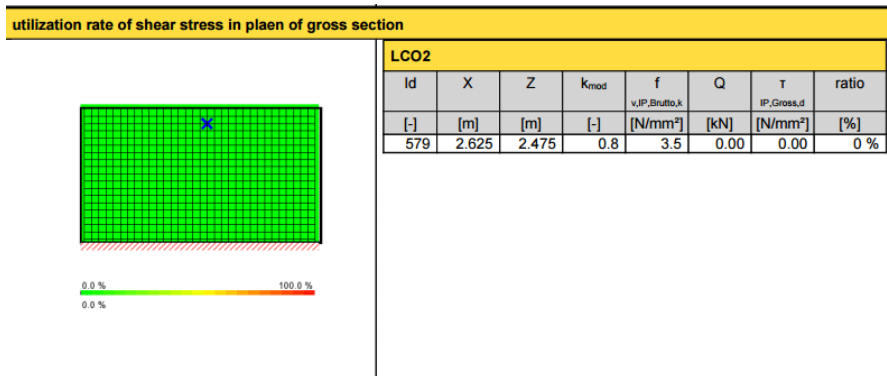 utilization rate of shear stress in plaen of gross section
LCO2
Id X Z kmod f v,IP,Brutto,k Q τ IP,Gross,d ratio
[-] [m] [m] [-] [N/mm²] [kN] [N/mm²] [%]
579 2.625 2.475 0.8 3.5 0.00 0.00 0 %
0.0 % 100.0 %
0.0 %